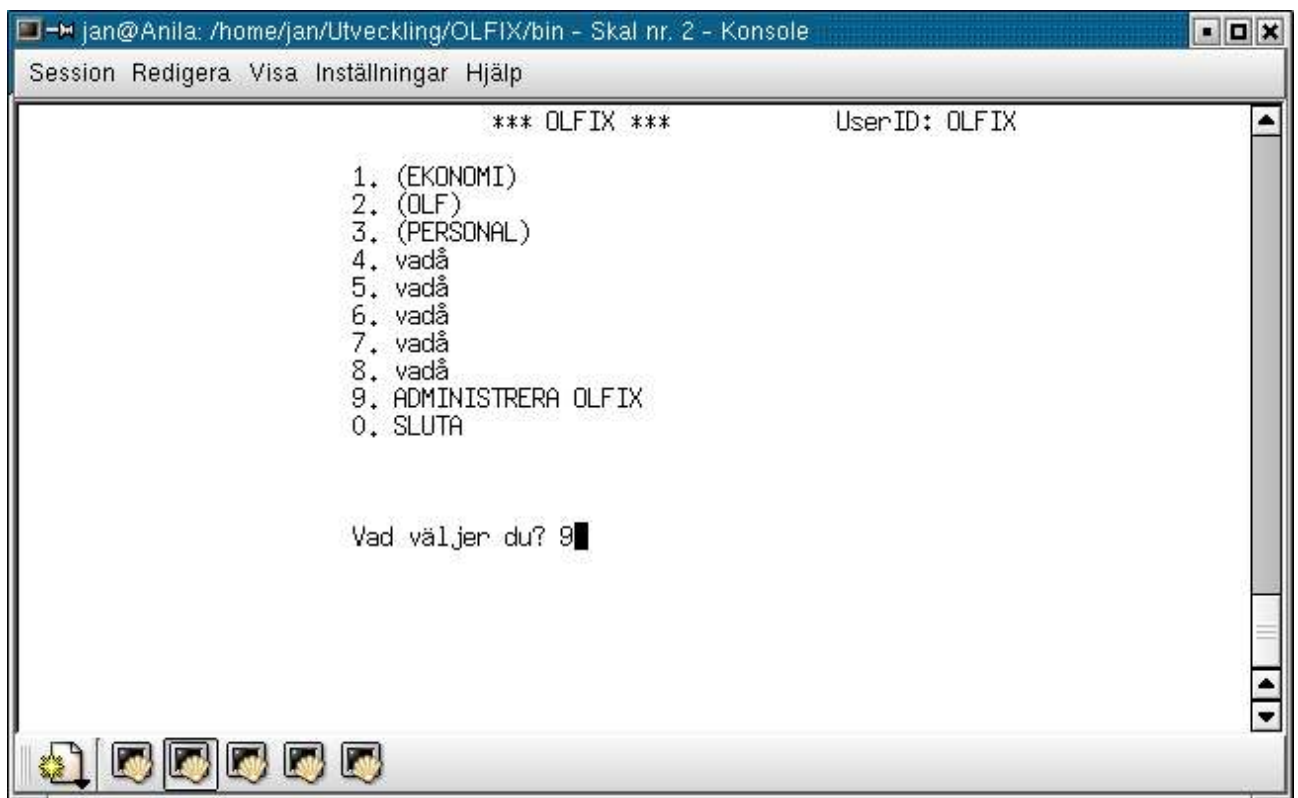 jan@Anila: /home/jan/Utveckling/OLFIX/bin - Skal nr. 2 - Konsole
Session Redigera Visa Inställningar Hjälp
*** OLFIX *** UserID: OLFIX
1. (EKONOMI)
2. (OLF)
3. (PERSONAL)
4. vadå
5. vadå
6. vadå
7. vadå
8. vadå
9. ADMINISTRERA OLFIX
0. SLUTA
Vad väljer du? 9